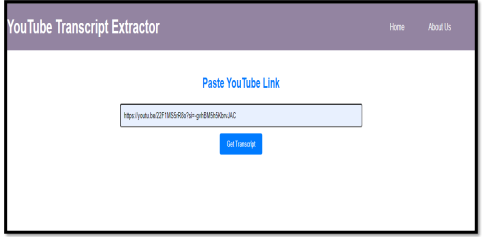 YouTube Transcript Extractor
Home
About Us
Paste YouTube Link
Get Transcript